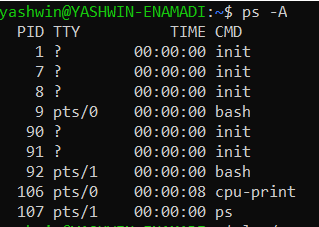 yashwin@YASHWIN-ENAMADI:~$ ps -A
PID TTY TIME CMD
1 ? 00:00:00 init
7 ? 00:00:00 init
8 ? 00:00:00 init
9 pts/0 00:00:00 bash
90 ? 00:00:00 init
91 ? 00:00:00 init
92 pts/1 00:00:00 bash
106 pts/0 00:00:08 cpu-print
107 pts/1 00:00:00 ps